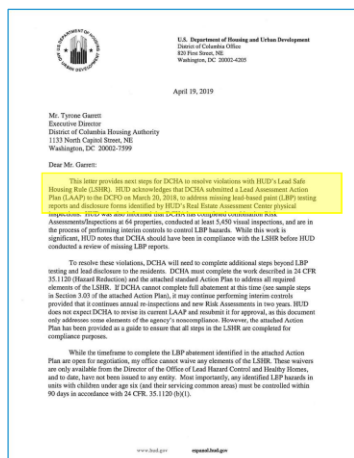 U.S. Department of Housing and Urban Development
District of Columbia Office
820 First Street, NE
Washington, DC 20002-4205
April 19, 2019
Mr. Tyrone Garrett
Executive Director
District of Columbia Housing Authority
1133 North Capitol Street, NE
Washington, DC 20002-7599
Dear Mr. Garrett:
This letter provides next steps for DCHA to resolve violations with HUD's Lead Safe
Housing Rule (LSHR). HUD acknowledges that DCHA submitted a Lead Assessment Action
Plan (LAAP) to the DCFO on March 20, 2018, to address missing lead-based paint (LBP) testing
reports and disclosure forms identified by HUD's Real Estate Assessment Center physical
inspections. HUD was also informed that DCHA has completed combination Risk
Assessments/Inspections at 64 properties, conducted at least 5,450 visual inspections, and are in
the process of performing interim controls to control LBP hazards. While this work is
significant, HUD notes that DCHA should have been in compliance with the LSHR before HUD
conducted a review of missing LBP reports.
To resolve these violations, DCHA will need to complete additional steps beyond LBP
testing and lead disclosure to the residents. DCHA must complete the work described in 24 CFR
35.1120 (Hazard Reduction) and the attached standard Action Plan to address all required
elements of the LSHR. If DCHA cannot complete full abatement at this time (see sample steps
in Section 3.03 of the attached Action Plan), it may continue performing interim controls
provided that it continues annual re-inspections and new Risk Assessments in two years. HUD
does not expect DCHA to revise its current LAAP and resubmit it for approval, as this document
only addresses some elements of the agency's noncompliance. However, the attached Action
Plan has been provided as a guide to ensure that all steps in the LSHR are completed for
compliance purposes.
While the timeframe to complete the LBP abatement identified in the attached Action
Plan are open for negotiation, my office cannot waive any elements of the LSHR. These waivers
are only available from the Director of the Office of Lead Hazard Control and Healthy Homes,
and to date, have not been issued to any entity. Most importantly, any identified LBP hazards in
units with children under age six (and their servicing common areas) must be controlled within
90 days in accordance with 24 CFR. 35.1120 (b)(1).
www.hud.gov espanol.hud.gov